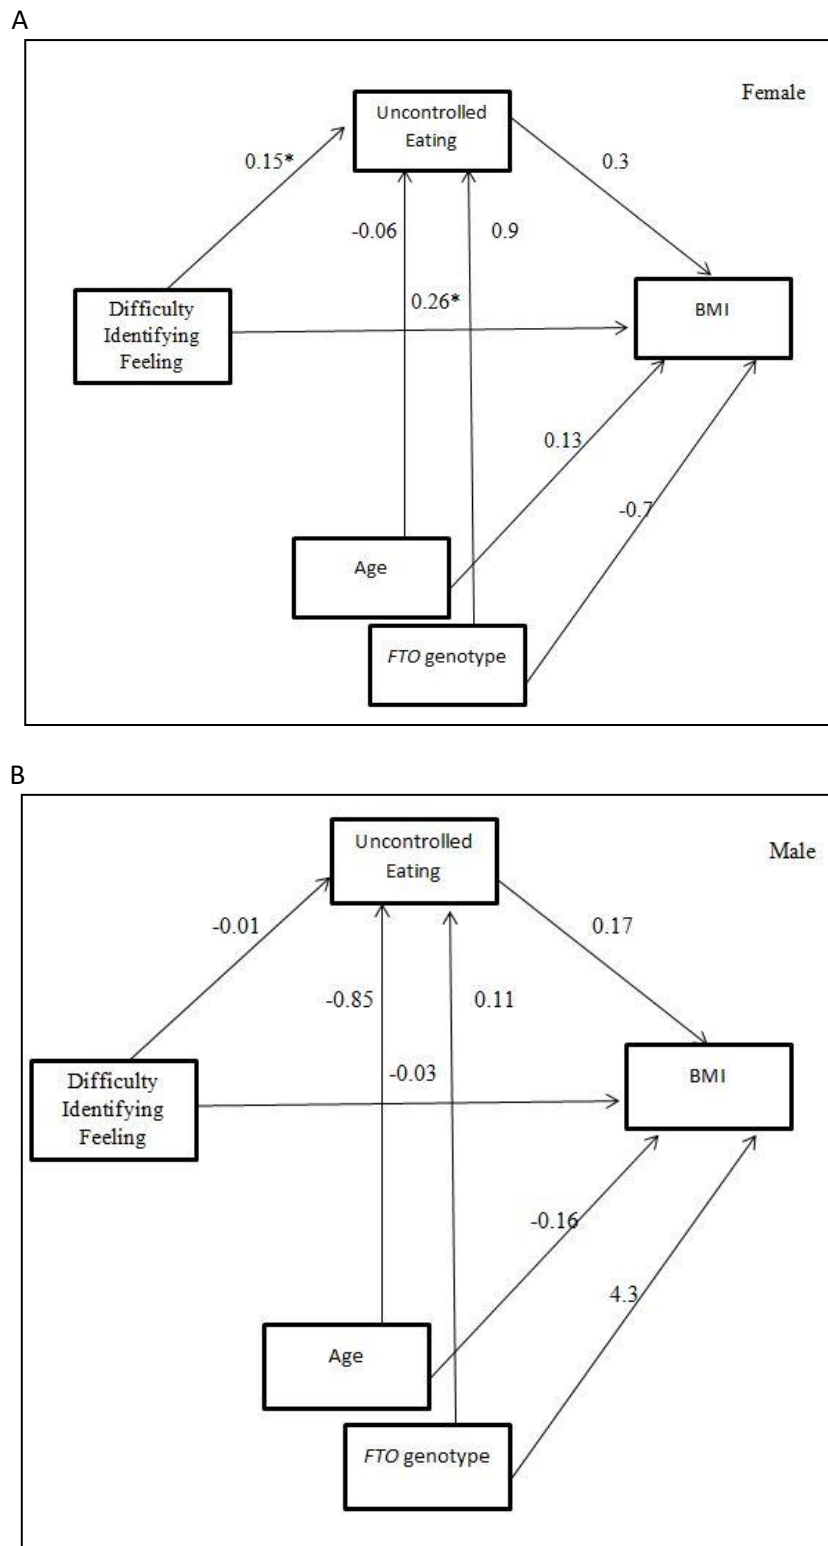 A
Female
Uncontrolled
Eating
0.15*
0.3
-0.06
0.9
Difficulty
Identifying
Feeling
0.26*
BMI
0.13
-0.7
Age
FTO genotype
B
Male
Uncontrolled
Eating
-0.01
0.17
-0.85
0.11
Difficulty
Identifying
Feeling
-0.03
BMI
-0.16
4.3
Age
FTO genotype